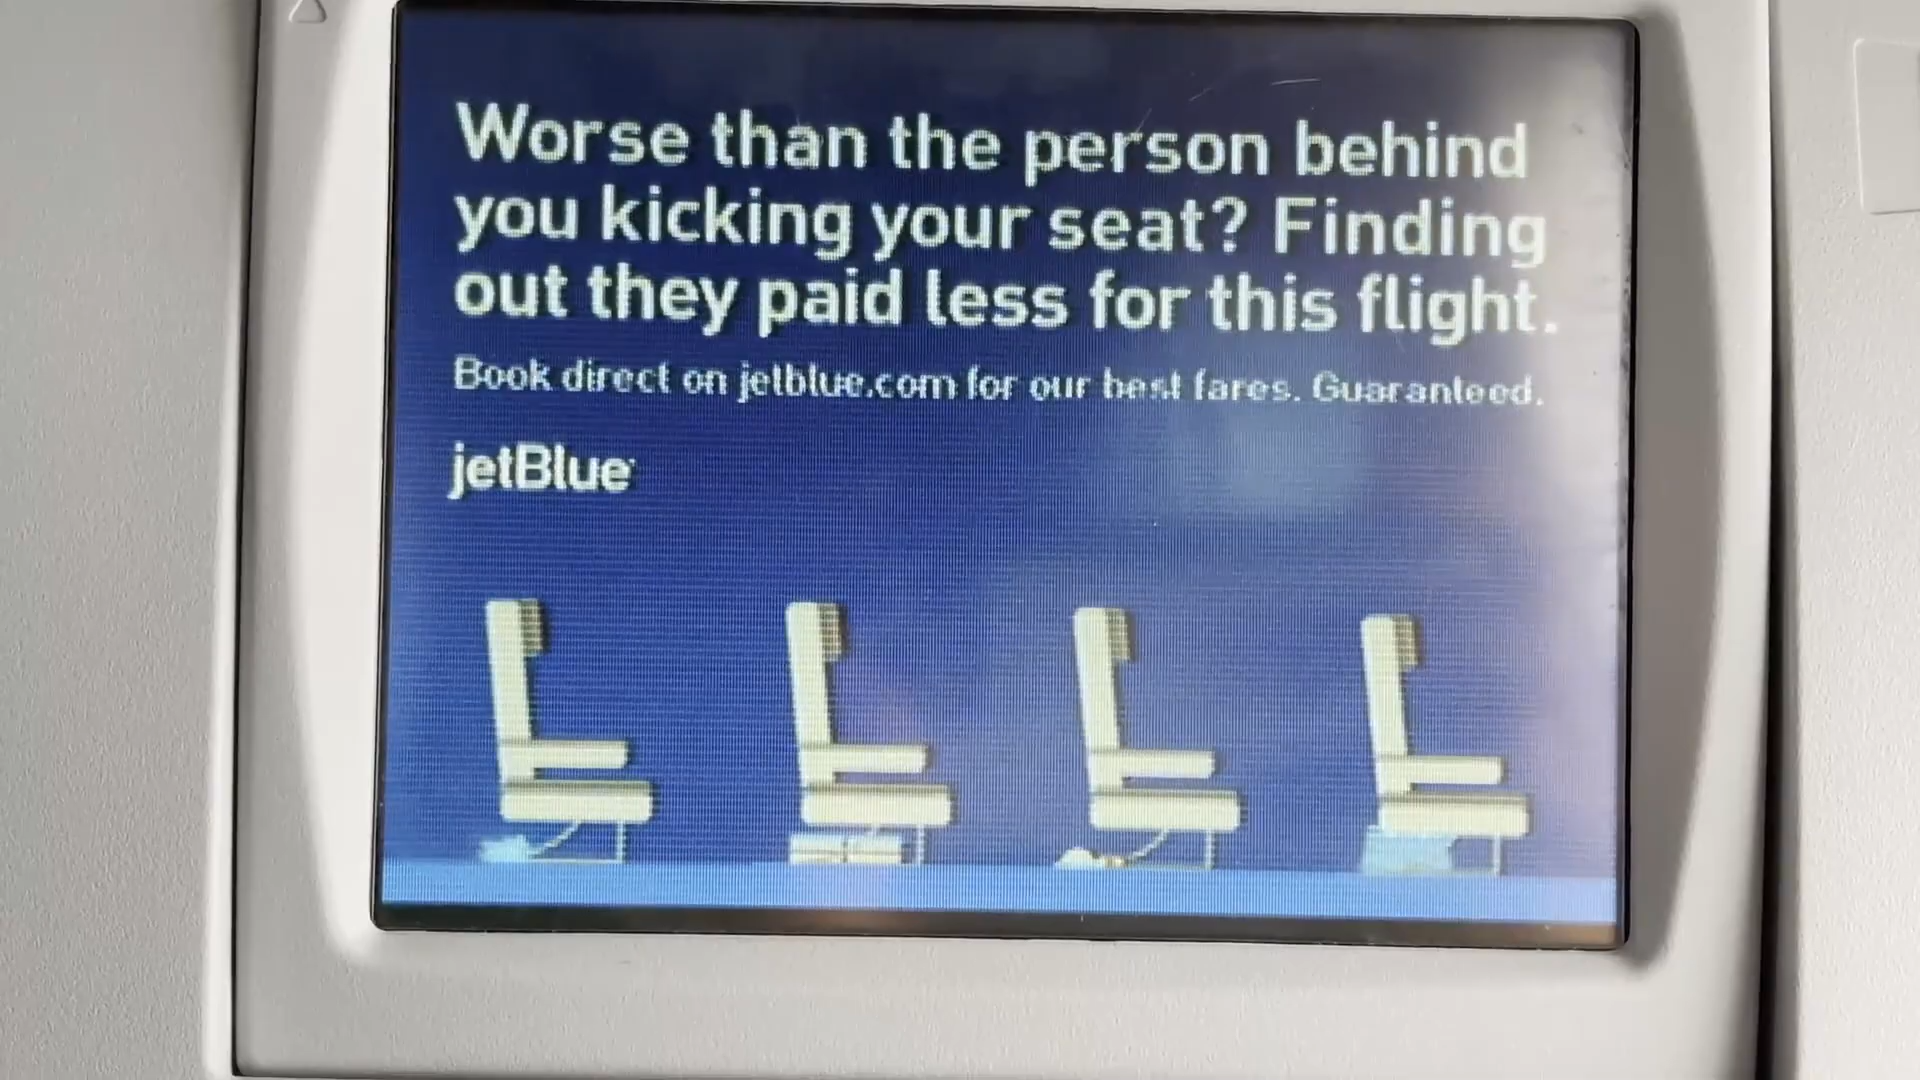 Worse than the person behind
you kicking your seat? Finding
out they paid less for this flight.
Book direct on jetblue.com for our best fares. Guaranteed.
jetBlue